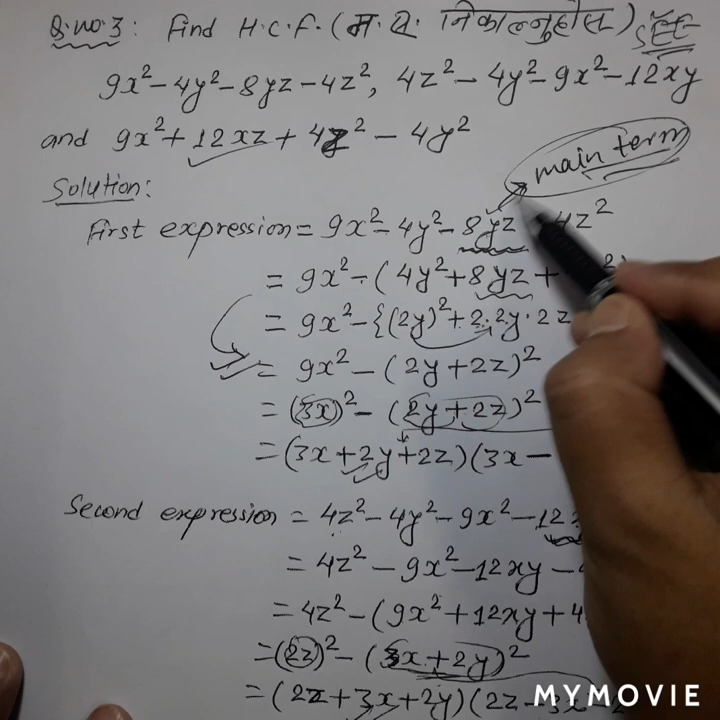 Q.no.3: Find H.C.F. (म.स. निकाल्नुहोस) SEE
9x²-4y²-8yz-4z², 4z²-4y²-9x²-12xy
and 9x²+12xz+4z²-4y²
main term
Solution:
First expression = 9x²-4y²-8yz 4z²
= 9x²-(4y²+8yz+
= 9x²-{(2y)²+2.2y.2z
= 9x²-(2y+2z)²
= (3x)²-(2y+2z)²
= (3x+2y+2z)(3x-
Second expression = 4z²-4y²-9x²-12
= 4z²-9x²-12xy-
= 4z²-(9x²+12xy+4
= (2z)²-(3x+2y)²
= (2z+3x+2y)(2z-3x-2
MYMOVIE